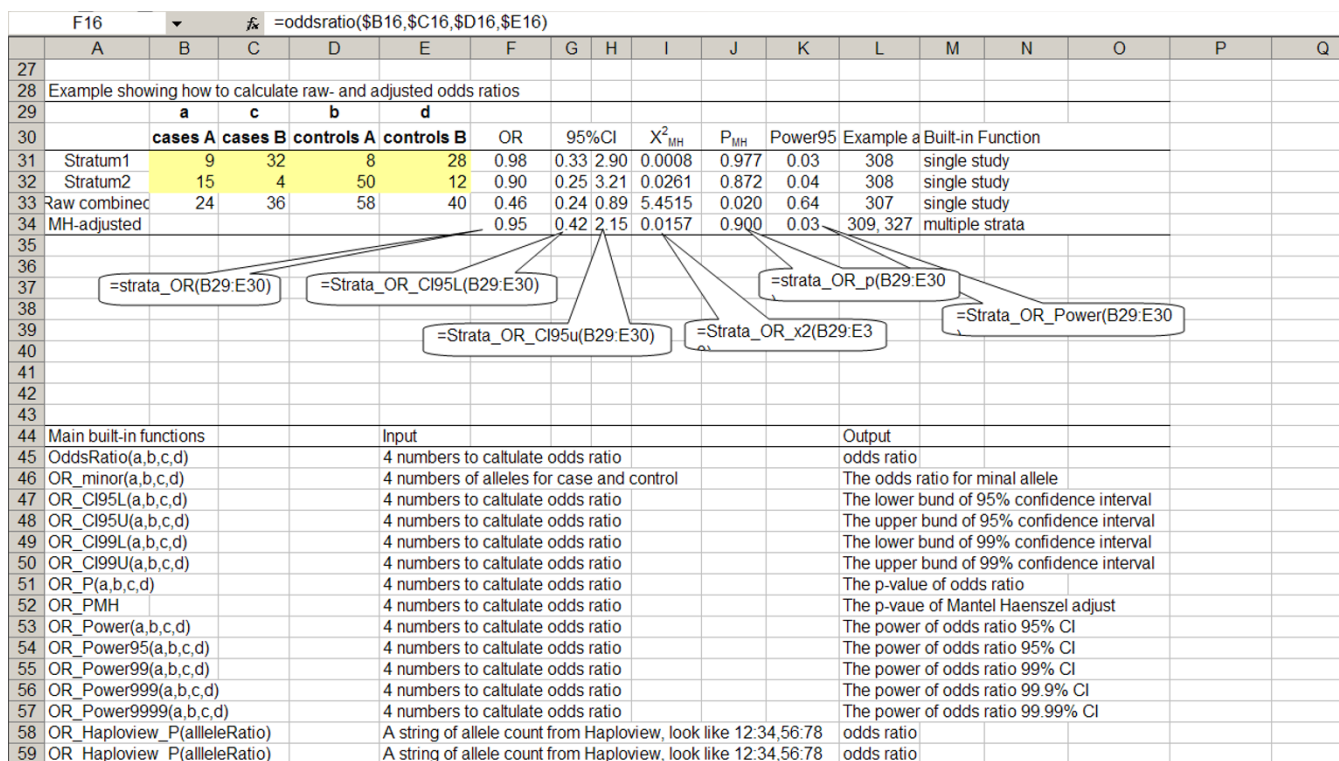 F16 fx =oddsratio($B16,$C16,$D16,$E16)
A B C D E F G H I J K L M N O P Q
27
28 Example showing how to calculate raw- and adjusted odds ratios
29 a c b d
30 cases A cases B controls A controls B OR 95%CI X²MH PMH Power95 Example a Built-in Function
31 Stratum1 9 32 8 28 0.98 0.33 2.90 0.0008 0.977 0.03 308 single study
32 Stratum2 15 4 50 12 0.90 0.25 3.21 0.0261 0.872 0.04 308 single study
33 Raw combined 24 36 58 40 0.46 0.24 0.89 5.4515 0.020 0.64 307 single study
34 MH-adjusted 0.95 0.42 2.15 0.0157 0.900 0.03 309, 327 multiple strata
35
36
37 =strata_OR(B29:E30) =Strata_OR_CI95L(B29:E30) =strata_OR_p(B29:E30
38 =Strata_OR_Power(B29:E30
39 =Strata_OR_CI95u(B29:E30) =Strata_OR_x2(B29:E3
40
41
42
43
44 Main built-in functions Input Output
45 OddsRatio(a,b,c,d) 4 numbers to caltulate odds ratio odds ratio
46 OR_minor(a,b,c,d) 4 numbers of alleles for case and control The odds ratio for minal allele
47 OR_CI95L(a,b,c,d) 4 numbers to caltulate odds ratio The lower bund of 95% confidence interval
48 OR_CI95U(a,b,c,d) 4 numbers to caltulate odds ratio The upper bund of 95% confidence interval
49 OR_CI99L(a,b,c,d) 4 numbers to caltulate odds ratio The lower bund of 99% confidence interval
50 OR_CI99U(a,b,c,d) 4 numbers to caltulate odds ratio The upper bund of 99% confidence interval
51 OR_P(a,b,c,d) 4 numbers to caltulate odds ratio The p-value of odds ratio
52 OR_PMH 4 numbers to caltulate odds ratio The p-vaue of Mantel Haenszel adjust
53 OR_Power(a,b,c,d) 4 numbers to caltulate odds ratio The power of odds ratio 95% CI
54 OR_Power95(a,b,c,d) 4 numbers to caltulate odds ratio The power of odds ratio 95% CI
55 OR_Power99(a,b,c,d) 4 numbers to caltulate odds ratio The power of odds ratio 99% CI
56 OR_Power999(a,b,c,d) 4 numbers to caltulate odds ratio The power of odds ratio 99.9% CI
57 OR_Power9999(a,b,c,d) 4 numbers to caltulate odds ratio The power of odds ratio 99.99% CI
58 OR_Haploview_P(allleleRatio) A string of allele count from Haploview, look like 12:34,56:78 odds ratio
59 OR_Haploview_P(allleleRatio) A string of allele count from Haploview, look like 12:34,56:78 odds ratio